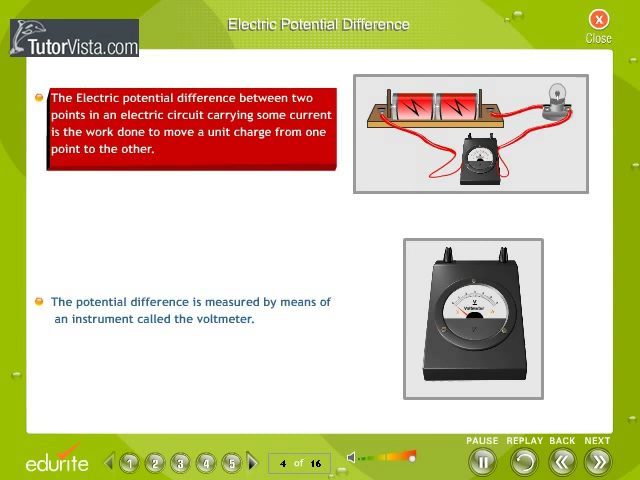 Electric Potential Difference
X
Close
TutorVista.com
The Electric potential difference between two
points in an electric circuit carrying some current
is the work done to move a unit charge from one
point to the other.
The potential difference is measured by means of
an instrument called the voltmeter.
V
Voltmeter
PAUSE REPLAY BACK NEXT
edurite
1 2 3 4 5
4 of 16